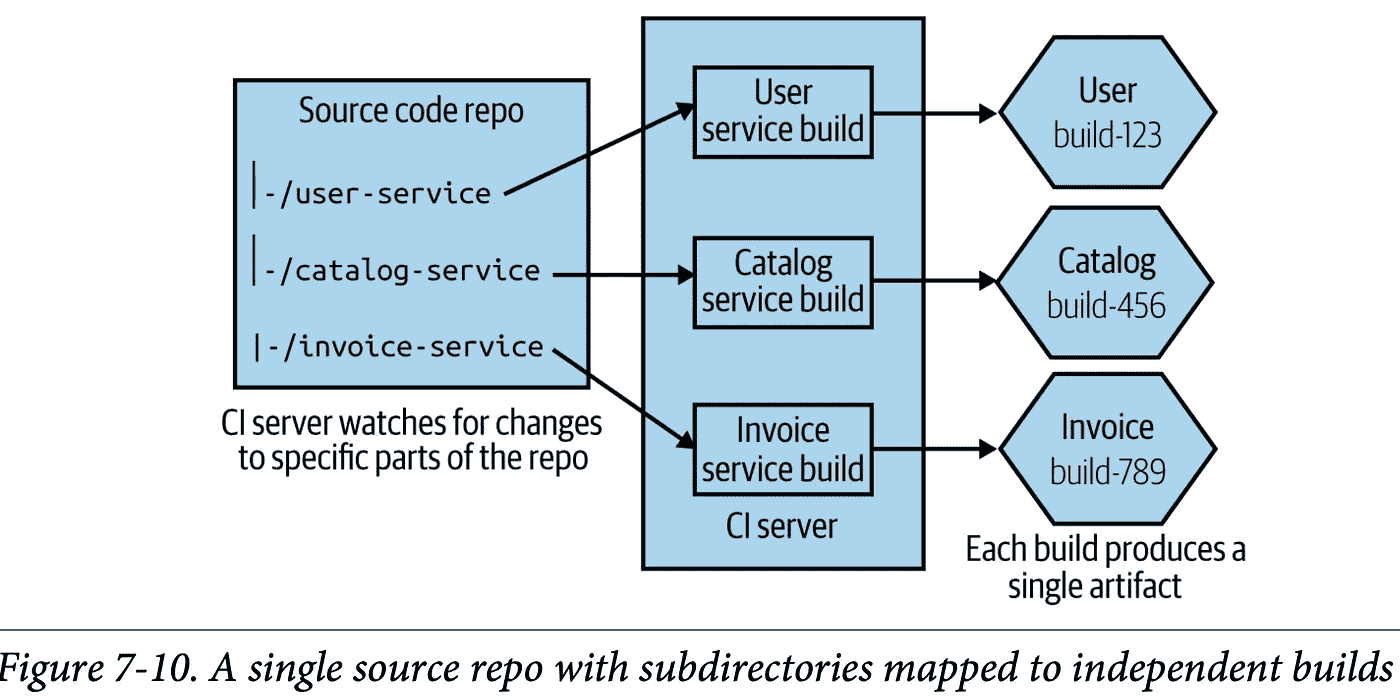 Source code repo
|-/user-service
|-/catalog-service
|-/invoice-service
CI server watches for changes
to specific parts of the repo
User
service build
Catalog
service build
Invoice
service build
CI server
User
build-123
Catalog
build-456
Invoice
build-789
Each build produces a
single artifact
Figure 7-10. A single source repo with subdirectories mapped to independent builds